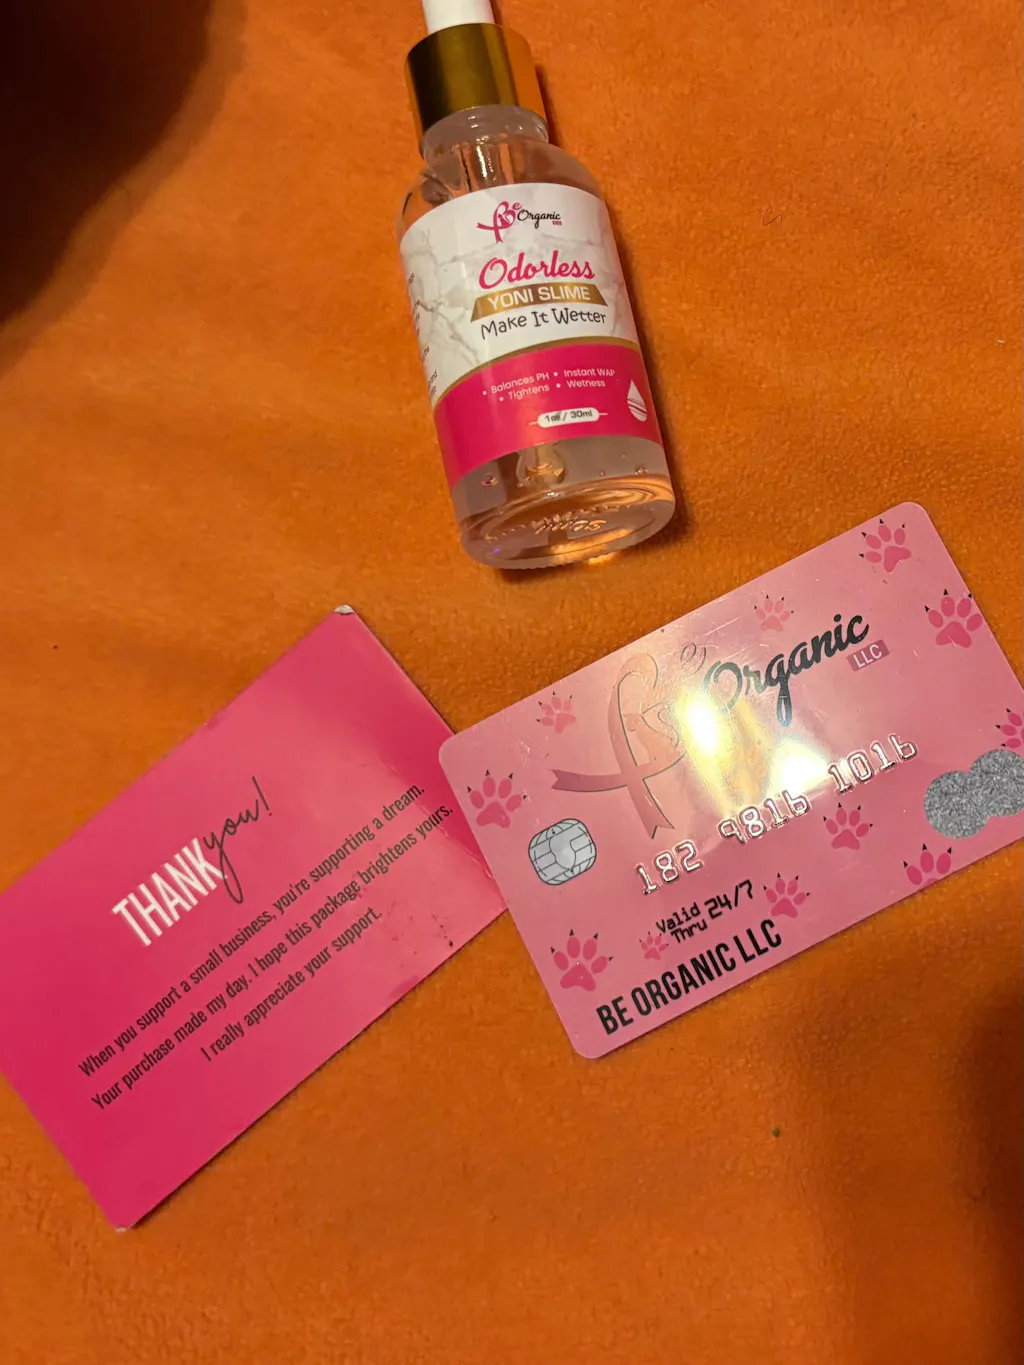 Be Organic LLC
Odorless
YONI SLIME
Make It Wetter
• Balances PH • Instant WAP
• Tightens • Wetness
1oz / 30ml
Be Organic
LLC
182 9816 1016
Valid
Thru 24/7
BE ORGANIC LLC
THANK you!
When you support a small business, you're supporting a dream.
Your purchase made my day. I hope this package brightens yours.
I really appreciate your support.